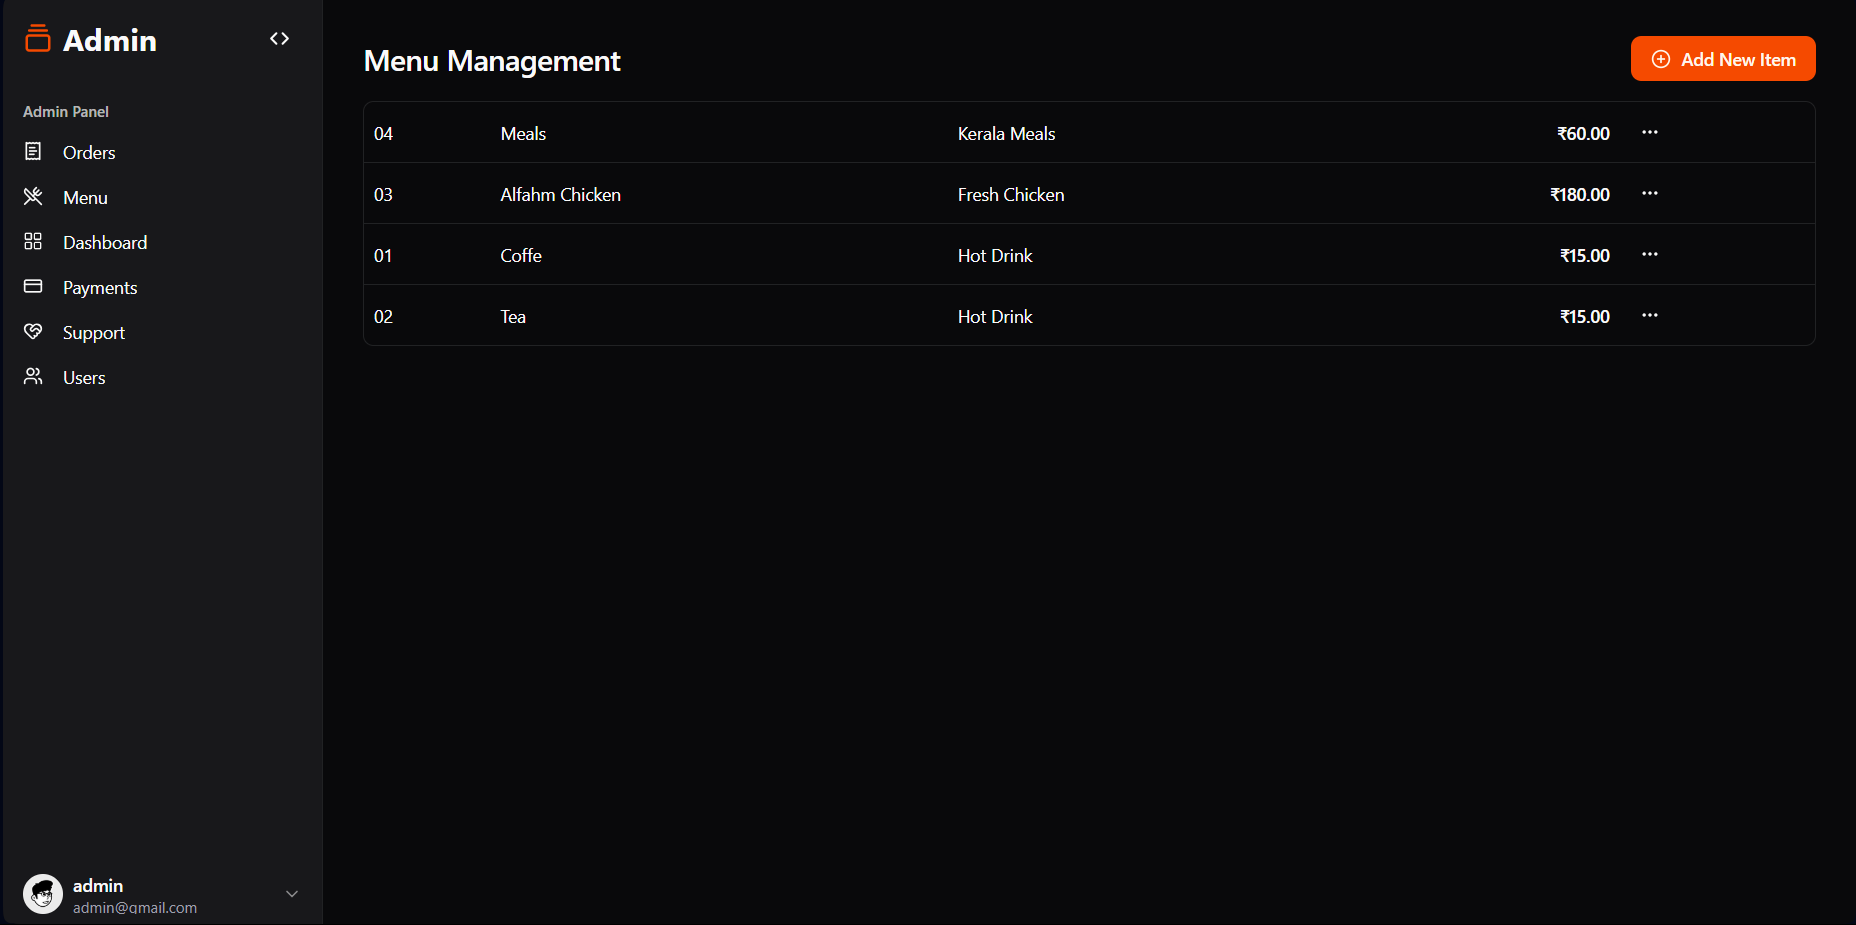 Admin
Admin Panel
Orders
Menu
Dashboard
Payments
Support
Users
admin
admin@gmail.com
Menu Management
Add New Item
04 Meals Kerala Meals ₹60.00
03 Alfahm Chicken Fresh Chicken ₹180.00
01 Coffe Hot Drink ₹15.00
02 Tea Hot Drink ₹15.00